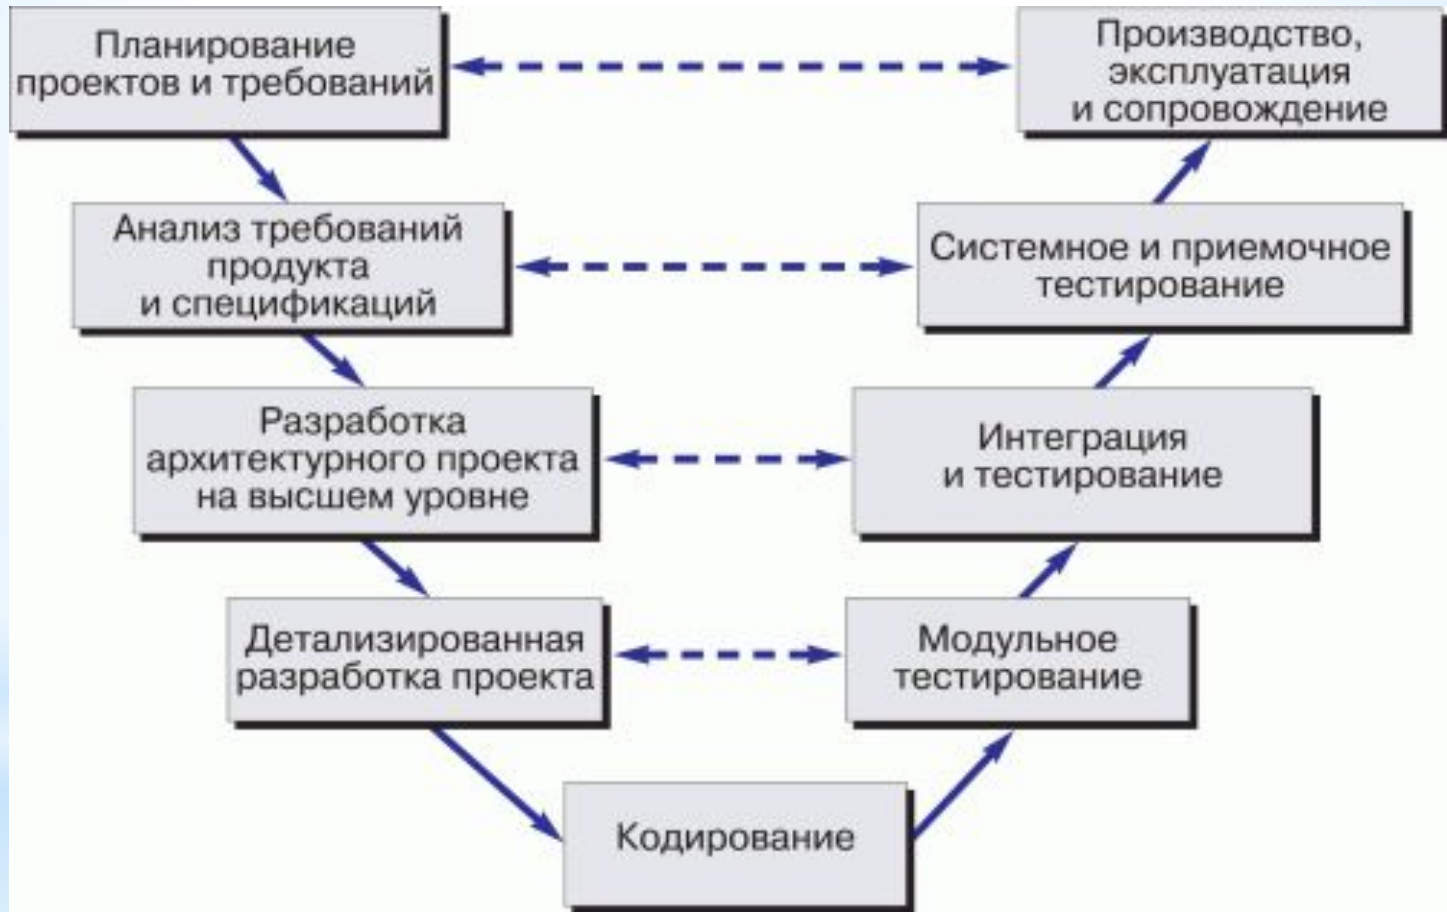 Планирование
проектов и требований
Производство,
эксплуатация
и сопровождение
Анализ требований
продукта
и спецификаций
Системное и приемочное
тестирование
Разработка
архитектурного проекта
на высшем уровне
Интеграция
и тестирование
Детализированная
разработка проекта
Модульное
тестирование
Кодирование